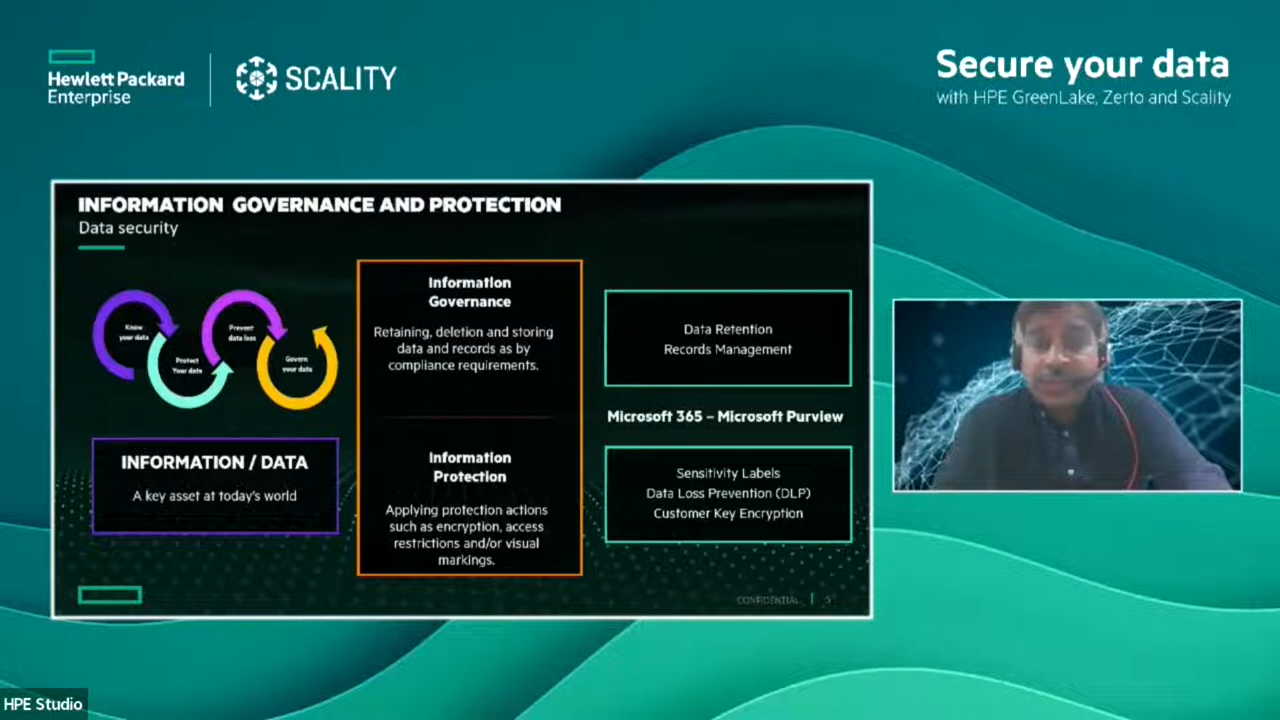 Hewlett Packard
Enterprise
SCALITY
Secure your data
with HPE GreenLake, Zerto and Scality
INFORMATION GOVERNANCE AND PROTECTION
Data security
Know
your data
Protect
Your data
Prevent
data loss
Govern
your data
INFORMATION / DATA
A key asset at today's world
Information
Governance
Retaining, deletion and storing
data and records as by
compliance requirements.
Information
Protection
Applying protection actions
such as encryption, access
restrictions and/or visual
markings.
Data Retention
Records Management
Microsoft 365 – Microsoft Purview
Sensitivity Labels
Data Loss Prevention (DLP)
Customer Key Encryption
CONFIDENTIAL | 5
HPE Studio